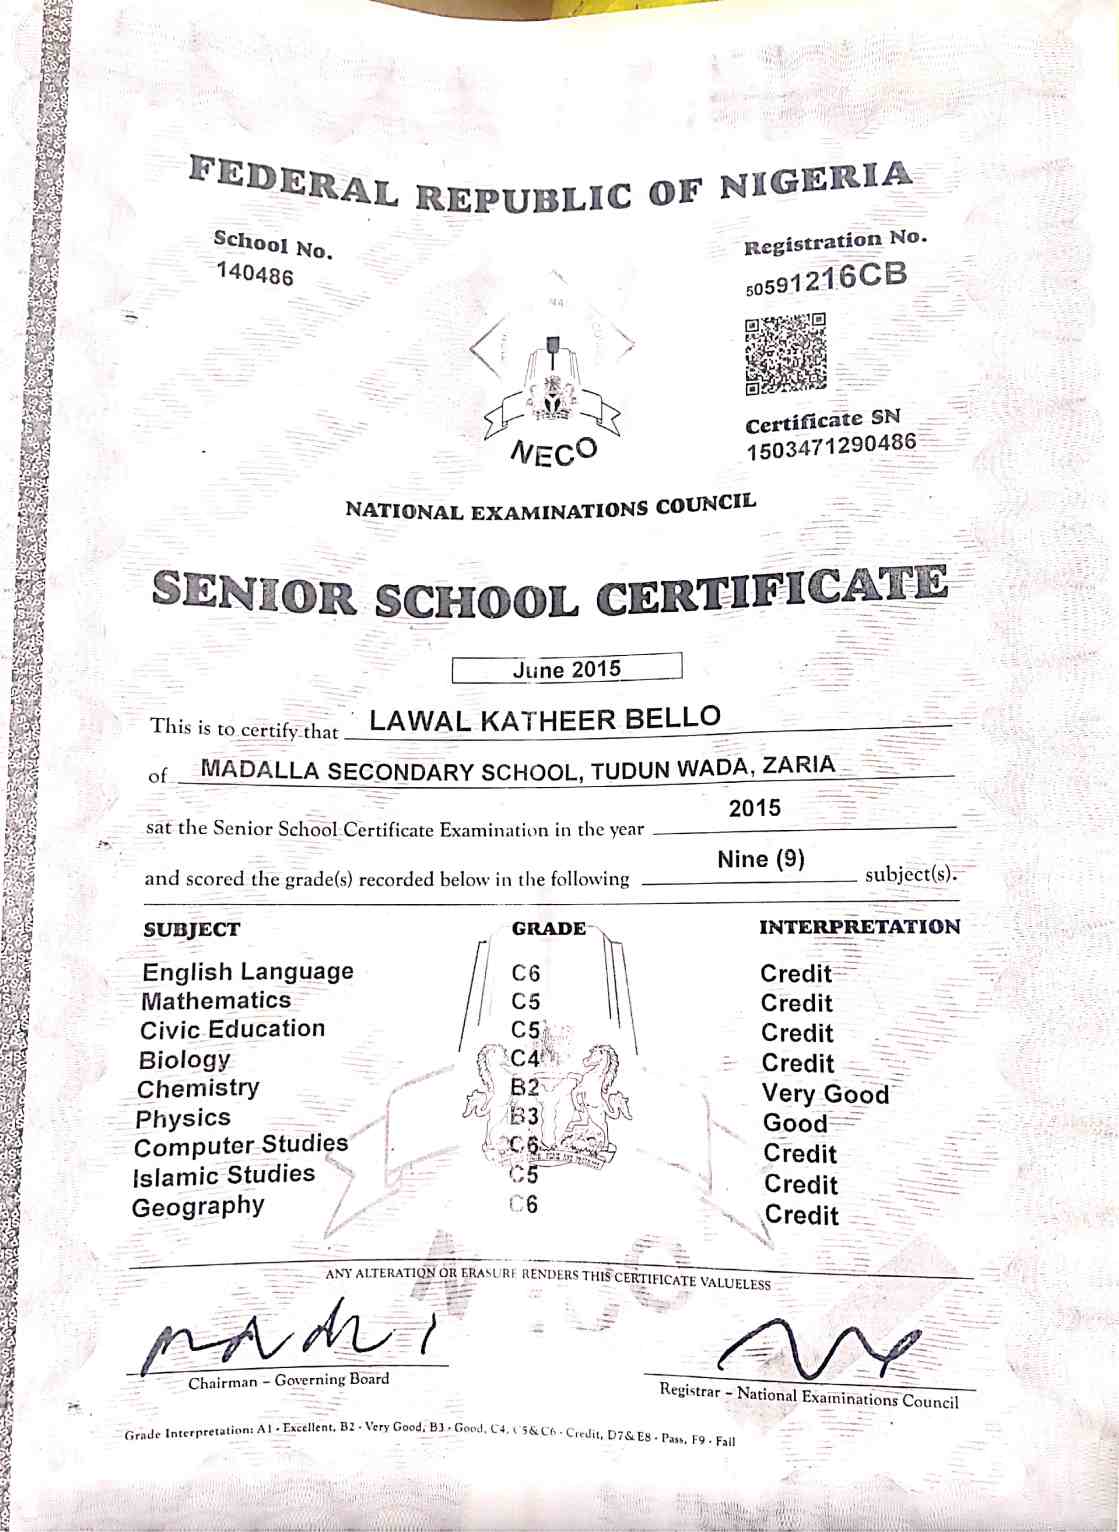 FEDERAL REPUBLIC OF NIGERIA
School No.
140486
Registration No.
50591216CB
Certificate SN
1503471290486
NECO
NATIONAL EXAMINATIONS COUNCIL
SENIOR SCHOOL CERTIFICATE
June 2015
This is to certify that LAWAL KATHEER BELLO
of MADALLA SECONDARY SCHOOL, TUDUN WADA, ZARIA
sat the Senior School Certificate Examination in the year 2015
and scored the grade(s) recorded below in the following Nine (9) subject(s).
SUBJECT GRADE INTERPRETATION
English Language C6 Credit
Mathematics C5 Credit
Civic Education C5 Credit
Biology C4 Credit
Chemistry B2 Very Good
Physics B3 Good
Computer Studies C6 Credit
Islamic Studies C5 Credit
Geography C6 Credit
ANY ALTERATION OR ERASURE RENDERS THIS CERTIFICATE VALUELESS
Chairman – Governing Board
Registrar – National Examinations Council
Grade Interpretation: A1 - Excellent, B2 - Very Good, B3 - Good, C4, C5 & C6 - Credit, D7 & E8 - Pass, F9 - Fail